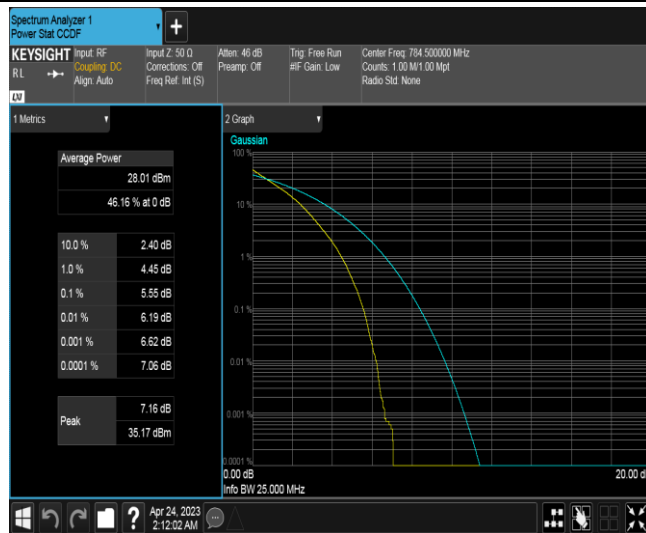 Spectrum Analyzer 1
Power Stat CCDF
KEYSIGHT
RL
LXI
Input: RF
Coupling: DC
Align: Auto
Input Z: 50 Ω
Corrections: Off
Freq Ref: Int (S)
Atten: 46 dB
Preamp: Off
Trig: Free Run
#IF Gain: Low
Center Freq: 784.500000 MHz
Counts: 1.00 M/1.00 Mpt
Radio Std: None
1 Metrics
Average Power
28.01 dBm
46.16 % at 0 dB
10.0 % 2.40 dB
1.0 % 4.45 dB
0.1 % 5.55 dB
0.01 % 6.19 dB
0.001 % 6.62 dB
0.0001 % 7.06 dB
Peak
7.16 dB
35.17 dBm
2 Graph
Gaussian
100 %
10 %
1 %
0.1 %
0.01 %
0.001 %
0.0001 %
0.00 dB
20.00 d
Info BW 25.000 MHz
?
Apr 24, 2023
2:12:02 AM